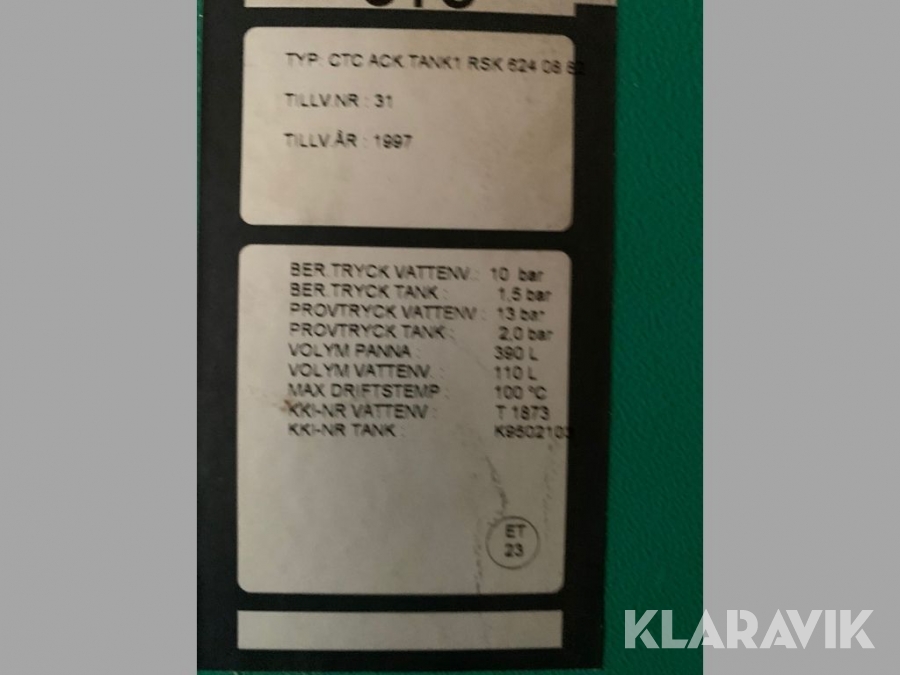 TYP: CTC ACK.TANK1 RSK 624 08 82
TILLV.NR : 31
TILLV.ÅR : 1997
BER.TRYCK VATTENV.: 10 bar
BER.TRYCK TANK : 1,5 bar
PROVTRYCK VATTENV : 13 bar
PROVTRYCK TANK : 2,0 bar
VOLYM PANNA : 390 L
VOLYM VATTENV. : 110 L
MAX DRIFTSTEMP : 100 °C
KKI-NR VATTENV : T 1873
KKI-NR TANK : K9502103
ET
23
KLARAVIK